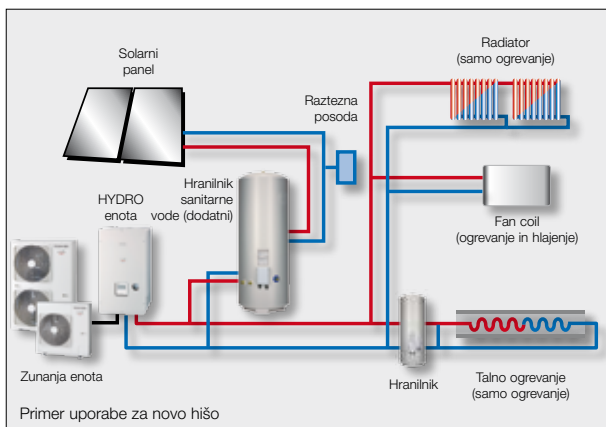 Solarni
panel
Radiator
(samo ogrevanje)
Raztezna
posoda
HYDRO
enota
Hranilnik
sanitarne
vode (dodatni)
Fan coil
(ogrevanje in hlajenje)
Zunanja enota
Hranilnik
Talno ogrevanje
(samo ogrevanje)
Primer uporabe za novo hišo